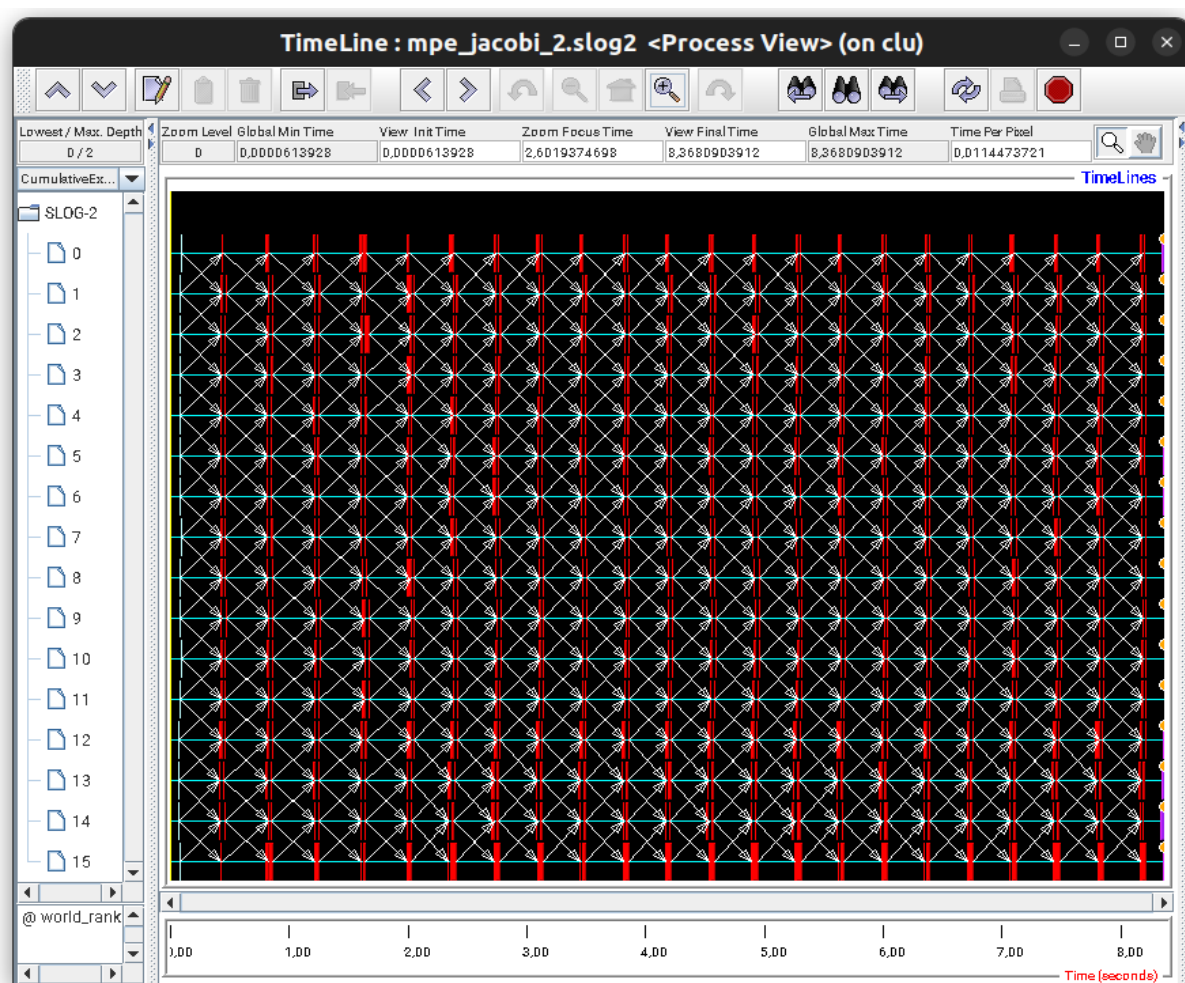 TimeLine : mpe_jacobi_2.slog2 <Process View> (on clu)
Lowest / Max. Depth
0 / 2
Zoom Level Global Min Time View Init Time Zoom Focus Time View Final Time Global Max Time Time Per Pixel
0 0,0000613928 0,0000613928 2,6019374698 8,3680903912 8,3680903912 0,0114473721
CumulativeEx...
TimeLines
SLOG-2
0
1
2
3
4
5
6
7
8
9
10
11
12
13
14
15
@ world_rank
0,00 1,00 2,00 3,00 4,00 5,00 6,00 7,00 8,00
Time (seconds)